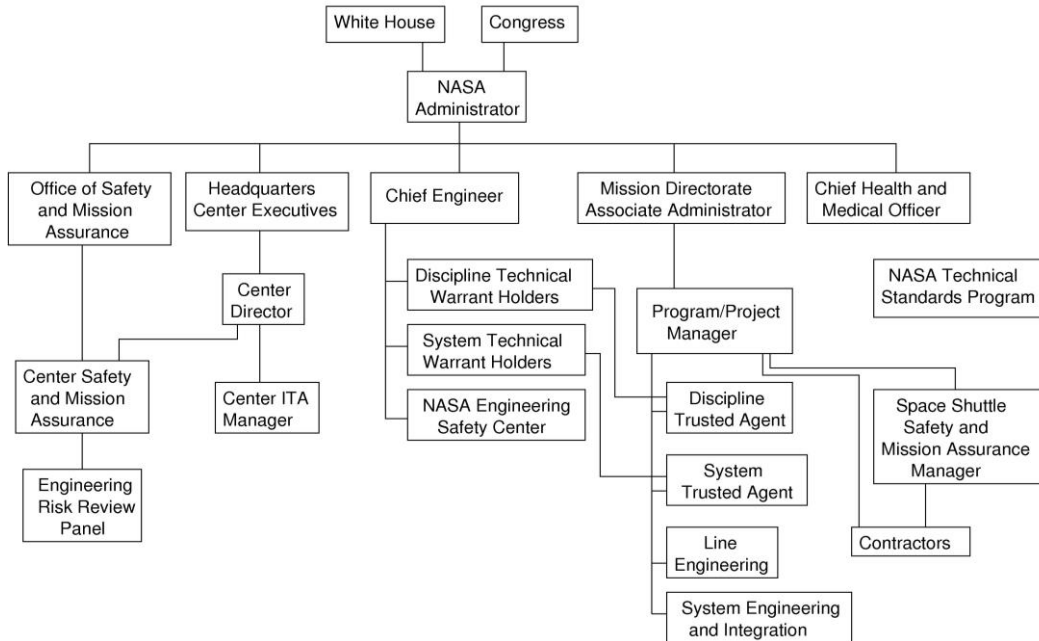 White House
Congress
NASA
Administrator
Office of Safety
and Mission
Assurance
Headquarters
Center Executives
Chief Engineer
Mission Directorate
Associate Administrator
Chief Health and
Medical Officer
Discipline Technical
Warrant Holders
NASA Technical
Standards Program
Center
Director
Program/Project
Manager
System Technical
Warrant Holders
Center Safety
and Mission
Assurance
Center ITA
Manager
NASA Engineering
Safety Center
Discipline
Trusted Agent
Space Shuttle
Safety and
Mission Assurance
Manager
Engineering
Risk Review
Panel
System
Trusted Agent
Line
Engineering
Contractors
System Engineering
and Integration